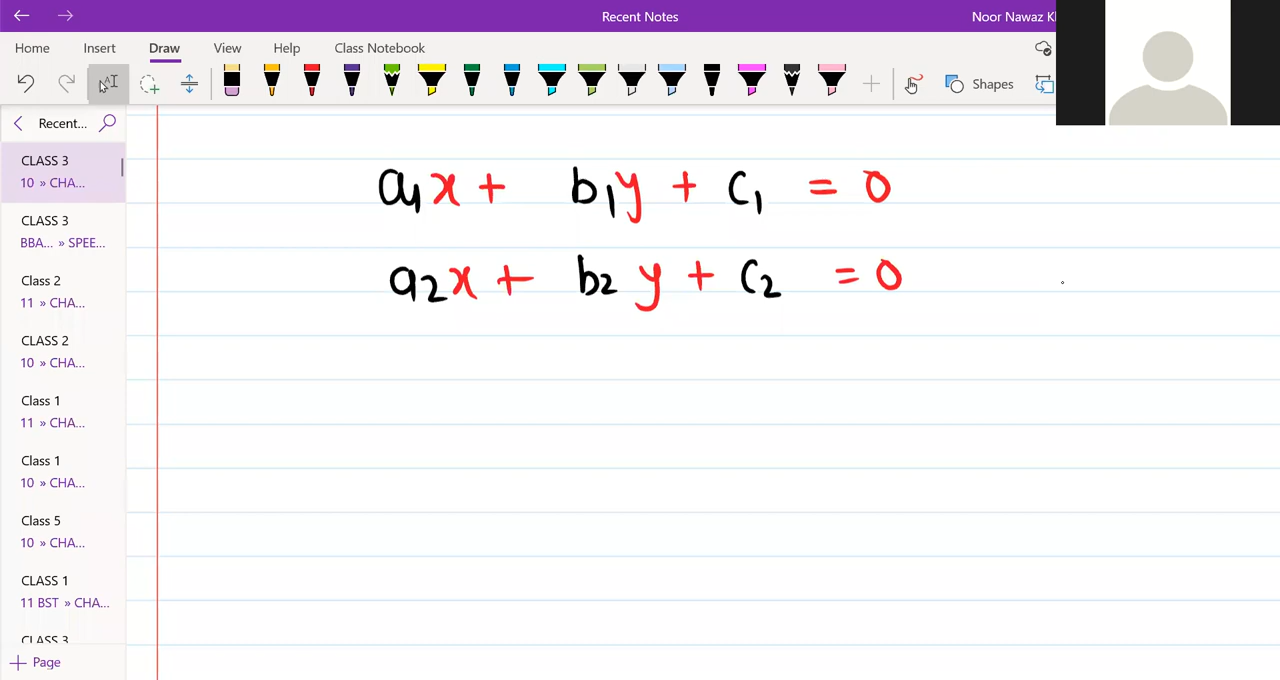 Recent Notes
Noor Nawaz
Home Insert Draw View Help Class Notebook
Shapes
Recent...
CLASS 3
10 » CHA...
CLASS 3
BBA... » SPEE...
Class 2
11 » CHA...
CLASS 2
10 » CHA...
Class 1
11 » CHA...
Class 1
10 » CHA...
Class 5
10 » CHA...
CLASS 1
11 BST » CHA...
CLASS 3
+ Page
a₁x + b₁y + c₁ = 0
a₂x + b₂y + c₂ = 0